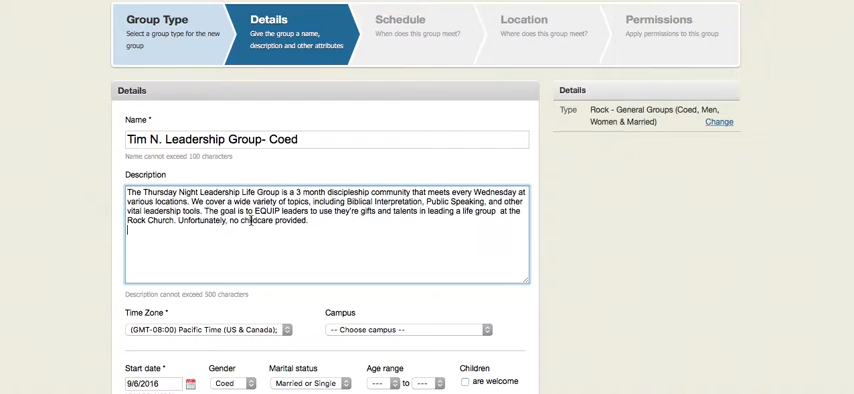 Group Type
Select a group type for the new
group
Details
Give the group a name,
description and other attributes
Schedule
When does this group meet?
Location
Where does this group meet?
Permissions
Apply permissions to this group
Details
Name *
Tim N. Leadership Group- Coed
Name cannot exceed 100 characters
Description
The Thursday Night Leadership Life Group is a 3 month discipleship community that meets every Wednesday at
various locations. We cover a wide variety of topics, including Biblical Interpretation, Public Speaking, and other
vital leadership tools. The goal is to EQUIP leaders to use they're gifts and talents in leading a life group at the
Rock Church. Unfortunately, no childcare provided.
Description cannot exceed 500 characters
Time Zone *
Campus
(GMT-08:00) Pacific Time (US & Canada);
-- Choose campus --
Start date *
Gender
Marital status
Age range
Children
9/6/2016
Coed
Married or Single
--- to ---
are welcome
Details
Type
Rock - General Groups (Coed, Men,
Women & Married)
Change